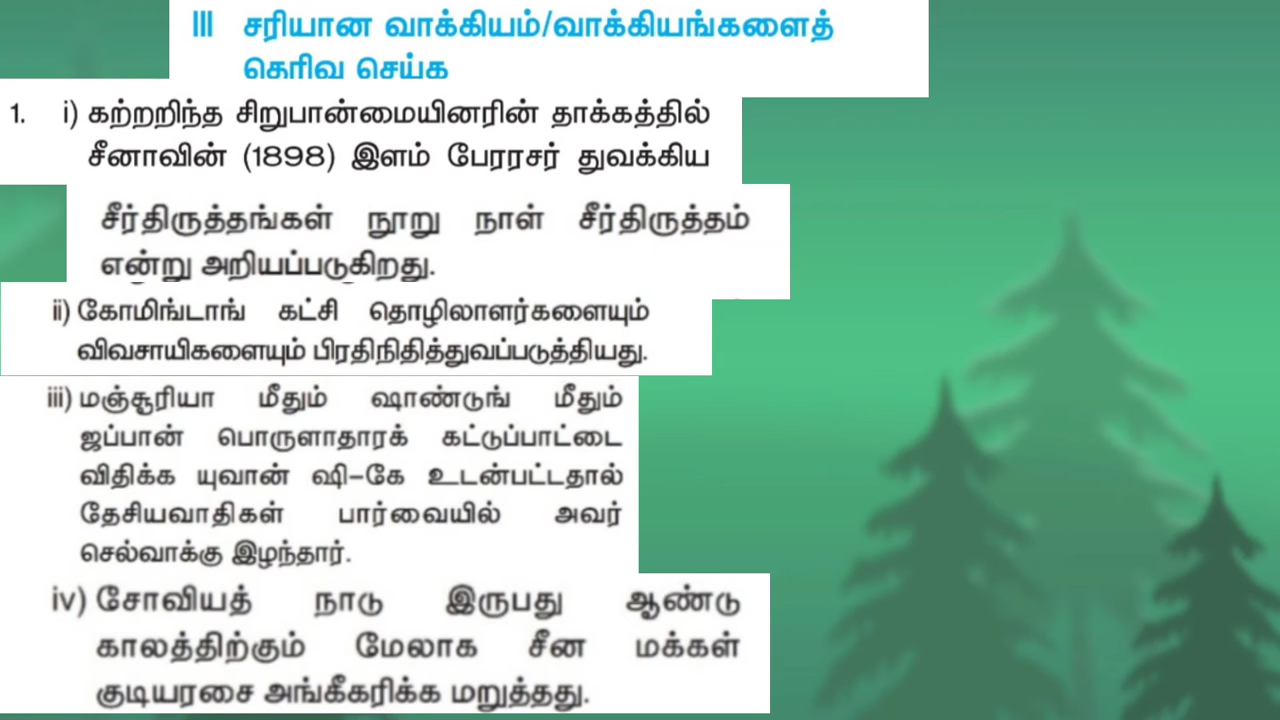 III சரியான வாக்கியம்/வாக்கியங்களைத்
தெரிவு செய்க
1. i) கற்றறிந்த சிறுபான்மையினரின் தாக்கத்தில்
சீனாவின் (1898) இளம் பேரரசர் துவக்கிய
சீர்திருத்தங்கள் நூறு நாள் சீர்திருத்தம்
என்று அறியப்படுகிறது.
ii) கோமிங்டாங் கட்சி தொழிலாளர்களையும்
விவசாயிகளையும் பிரதிநிதித்துவப்படுத்தியது.
iii) மஞ்சூரியா மீதும் ஷாண்டுங் மீதும்
ஜப்பான் பொருளாதாரக் கட்டுப்பாட்டை
விதிக்க யுவான் ஷி–கே உடன்பட்டதால்
தேசியவாதிகள் பார்வையில் அவர்
செல்வாக்கு இழந்தார்.
iv) சோவியத் நாடு இருபது ஆண்டு
காலத்திற்கும் மேலாக சீன மக்கள்
குடியரசை அங்கீகரிக்க மறுத்தது.